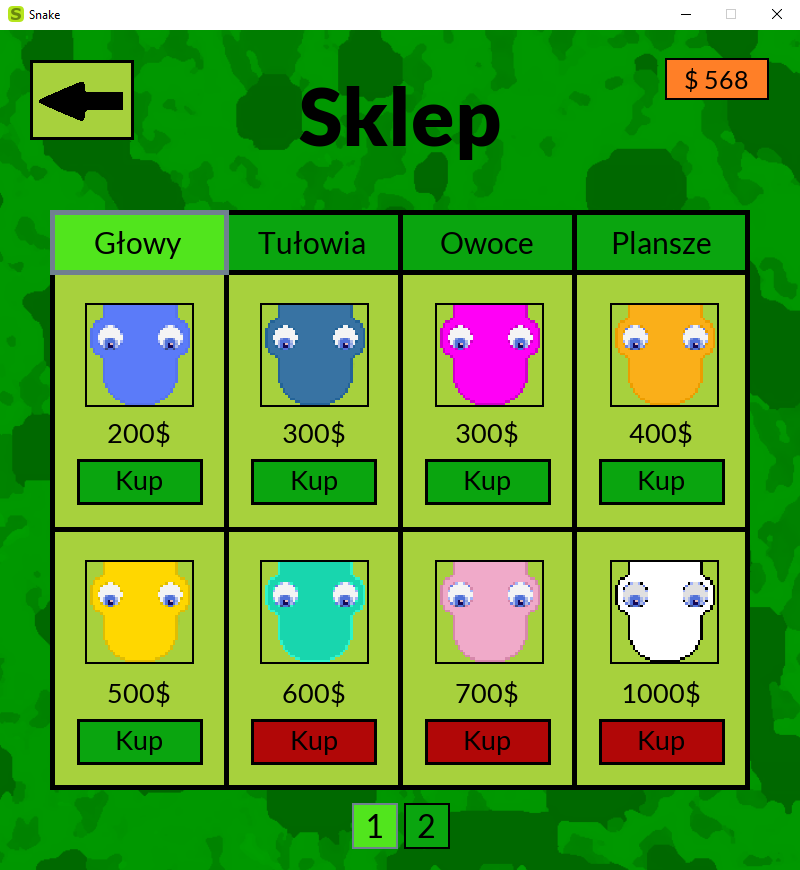 S Snake
$ 568
Sklep
Głowy Tułowia Owoce Plansze
200$ 300$ 300$ 400$
Kup Kup Kup Kup
500$ 600$ 700$ 1000$
Kup Kup Kup Kup
1 2